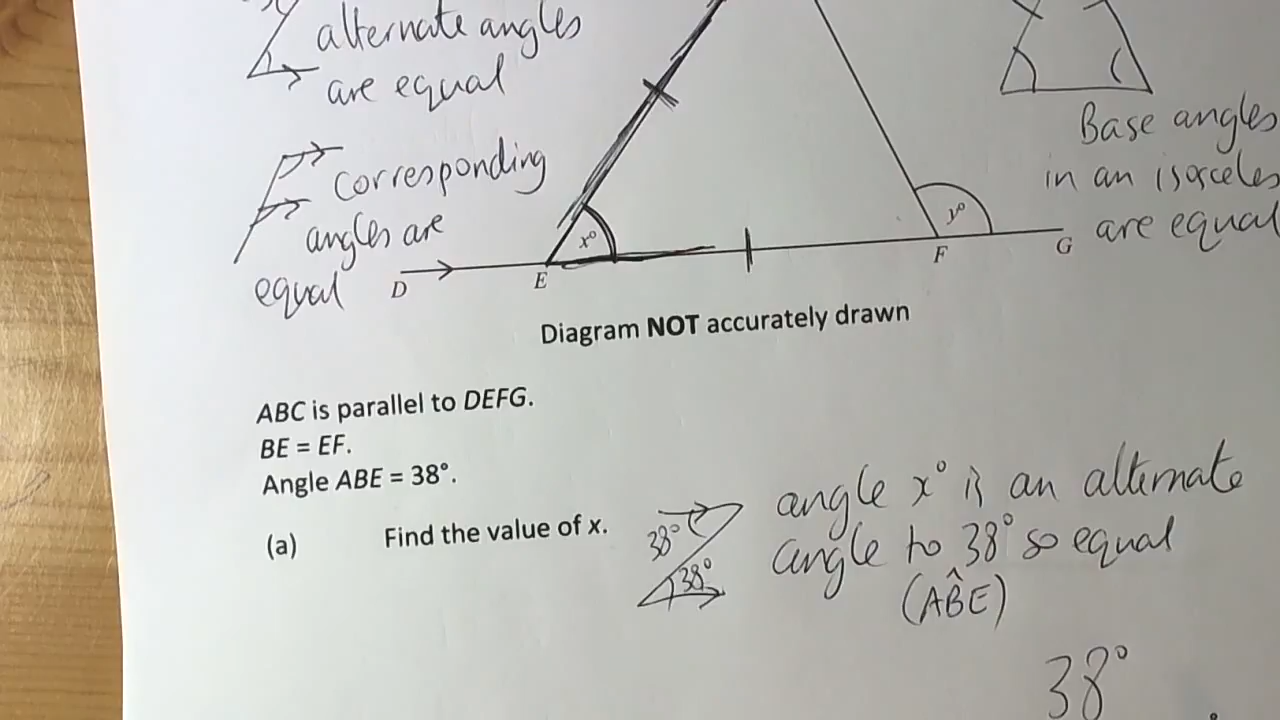 alternate angles
are equal
corresponding
angles are
equal
Base angles
in an isosceles
are equal
x°
y°
D
E
F
G
Diagram NOT accurately drawn
ABC is parallel to DEFG.
BE = EF.
Angle ABE = 38°.
(a) Find the value of x.
38°
38°
angle x° is an alternate
angle to 38° so equal
(AB̂E)
38°